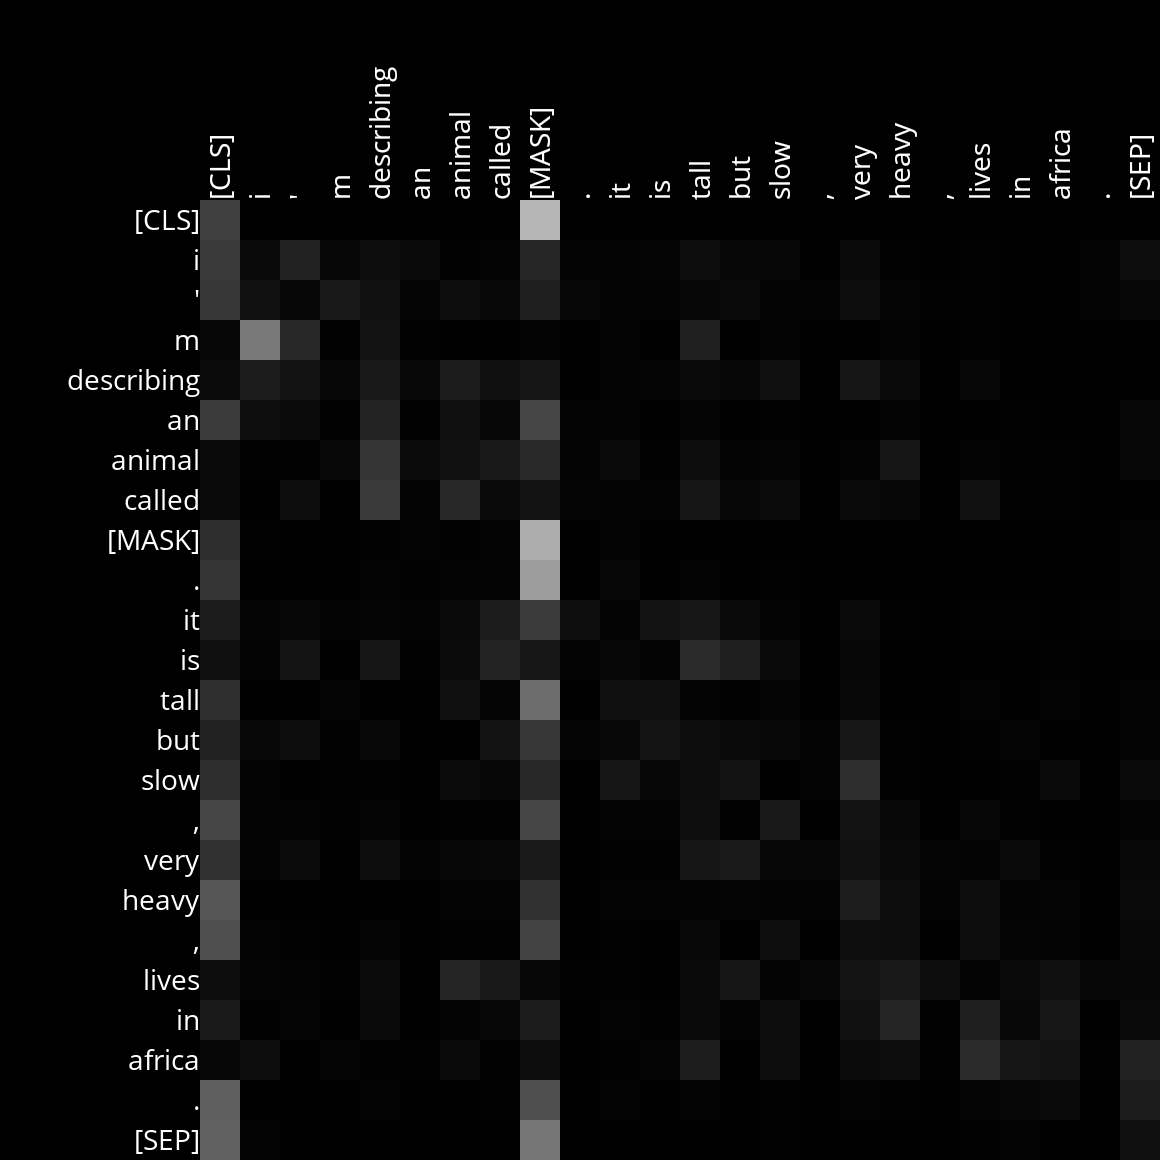 [CLS] i ' m describing an animal called [MASK] . it is tall but slow , very heavy , lives in africa . [SEP]
[CLS]
i
'
m
describing
an
animal
called
[MASK]
.
it
is
tall
but
slow
,
very
heavy
,
lives
in
africa
.
[SEP]